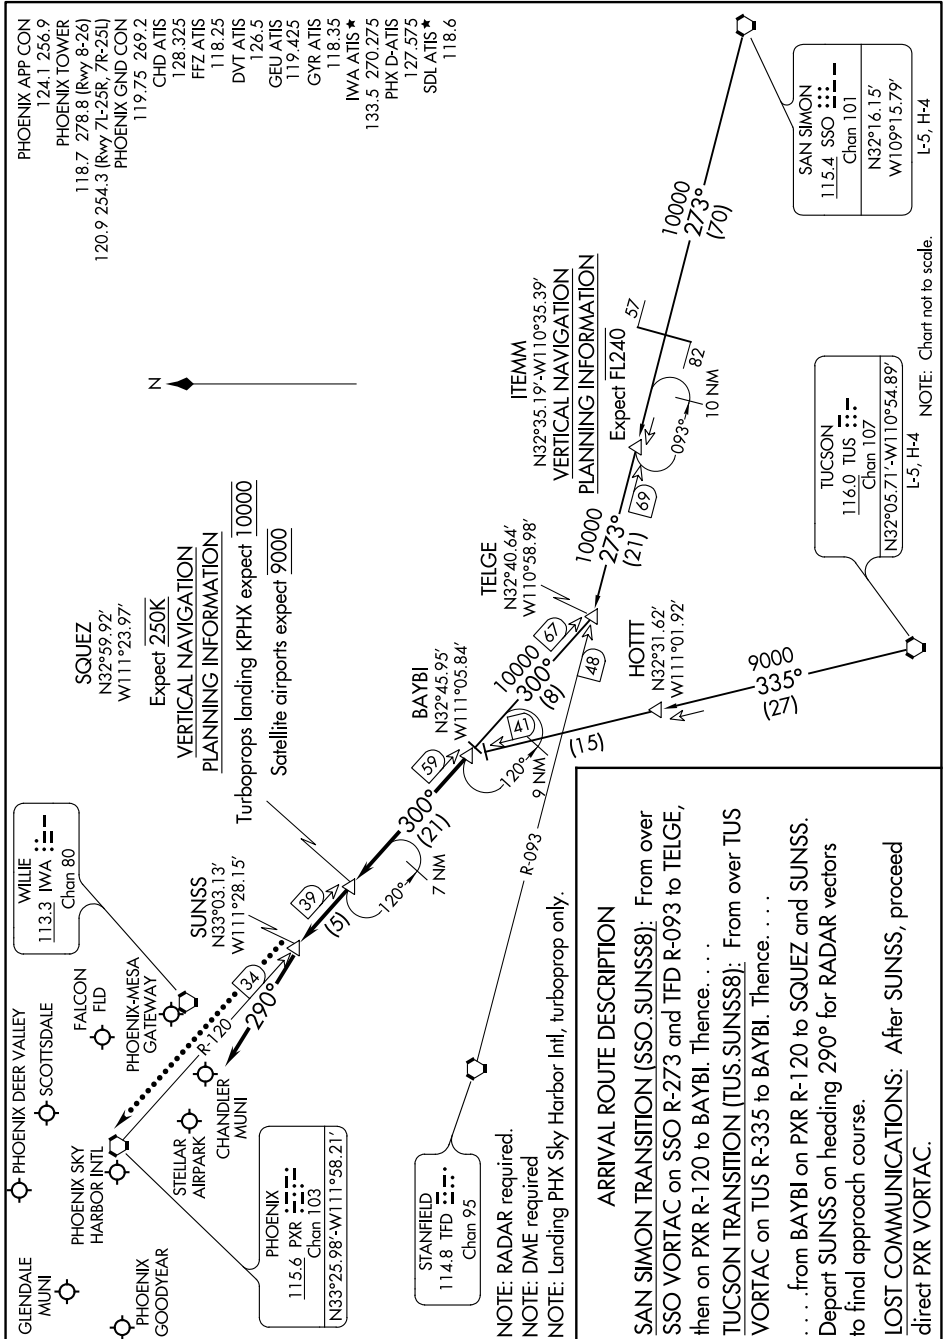 PHOENIX APP CON
124.1 256.9
PHOENIX TOWER
118.7 278.8 (Rwy 8-26)
120.9 254.3 (Rwy 7L-25R, 7R-25L)
PHOENIX GND CON
119.75 269.2
CHD ATIS
128.325
FFZ ATIS
118.25
DVT ATIS
126.5
GEU ATIS
119.425
GYR ATIS
118.35
IWA ATIS★
133.5 270.275
PHX D-ATIS
127.575
SDL ATIS★
118.6
GLENDALE
MUNI
PHOENIX DEER VALLEY
SCOTTSDALE
FALCON
FLD
PHOENIX-MESA
GATEWAY
PHOENIX SKY
HARBOR INTL
PHOENIX
GOODYEAR
STELLAR
AIRPARK
CHANDLER
MUNI
WILLIE
113.3 IWA
Chan 80
PHOENIX
115.6 PXR
Chan 103
N33°25.98'-W111°58.21'
STANFIELD
114.8 TFD
Chan 95
R-120
34
290°
SUNSS
N33°03.13'
W111°28.15'
39
(5)
SQUEZ
N32°59.92'
W111°23.97'
Expect 250K
VERTICAL NAVIGATION
PLANNING INFORMATION
Turboprops landing KPHX expect 10000
Satellite airports expect 9000
120°
7 NM
300°
(21)
59
BAYBI
N32°45.95'
W111°05.84'
120°
9 NM
41
10000
300°
(8)
67
TELGE
N32°40.64'
W110°58.98'
48
R-093
(15)
HOTTT
N32°31.62'
W111°01.92'
9000
335°
(27)
10000
273°
(21)
69
ITEMM
N32°35.19'-W110°35.39'
VERTICAL NAVIGATION
PLANNING INFORMATION
Expect FL240
093°
10 NM
57
82
10000
273°
(70)
N
SAN SIMON
115.4 SSO
Chan 101
N32°16.15'
W109°15.79'
L-5, H-4
TUCSON
116.0 TUS
Chan 107
N32°05.71'-W110°54.89'
L-5, H-4
NOTE: Chart not to scale.
NOTE: RADAR required.
NOTE: DME required
NOTE: Landing PHX Sky Harbor Intl, turboprop only.
ARRIVAL ROUTE DESCRIPTION
SAN SIMON TRANSITION (SSO.SUNSS8): From over
SSO VORTAC on SSO R-273 and TFD R-093 to TELGE,
then on PXR R-120 to BAYBI. Thence. . . .
TUCSON TRANSITION (TUS.SUNSS8): From over TUS
VORTAC on TUS R-335 to BAYBI. Thence. . . .
. . . .from BAYBI on PXR R-120 to SQUEZ and SUNSS.
Depart SUNSS on heading 290° for RADAR vectors
to final approach course.
LOST COMMUNICATIONS: After SUNSS, proceed
direct PXR VORTAC.